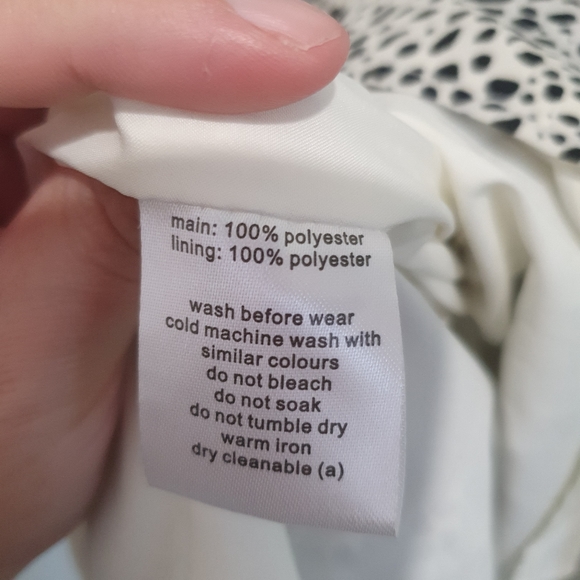 main: 100% polyester
lining: 100% polyester
wash before wear
cold machine wash with
similar colours
do not bleach
do not soak
do not tumble dry
warm iron
dry cleanable (a)